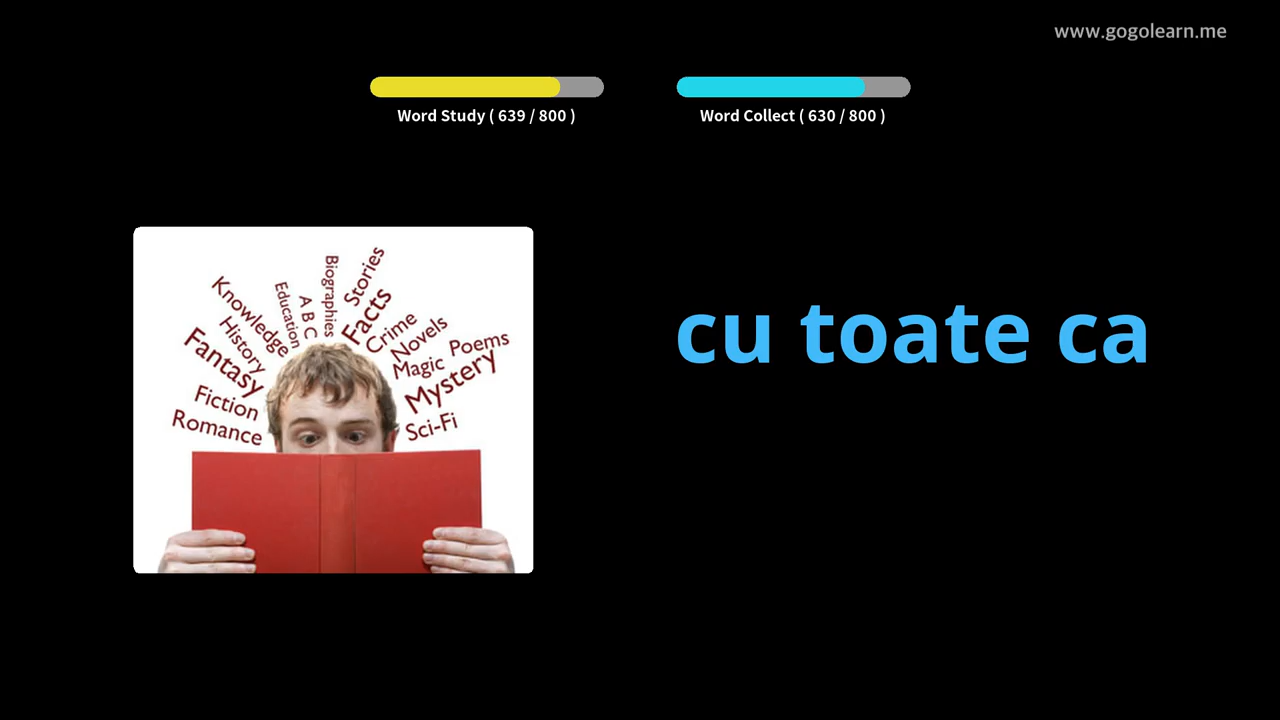 www.gogolearn.me
Word Study ( 639 / 800 )
Word Collect ( 630 / 800 )
cu toate ca
Knowledge
Education
A B C
Biographies
Stories
History
Facts
Crime
Novels
Poems
Fantasy
Magic
Mystery
Fiction
Romance
Sci-Fi